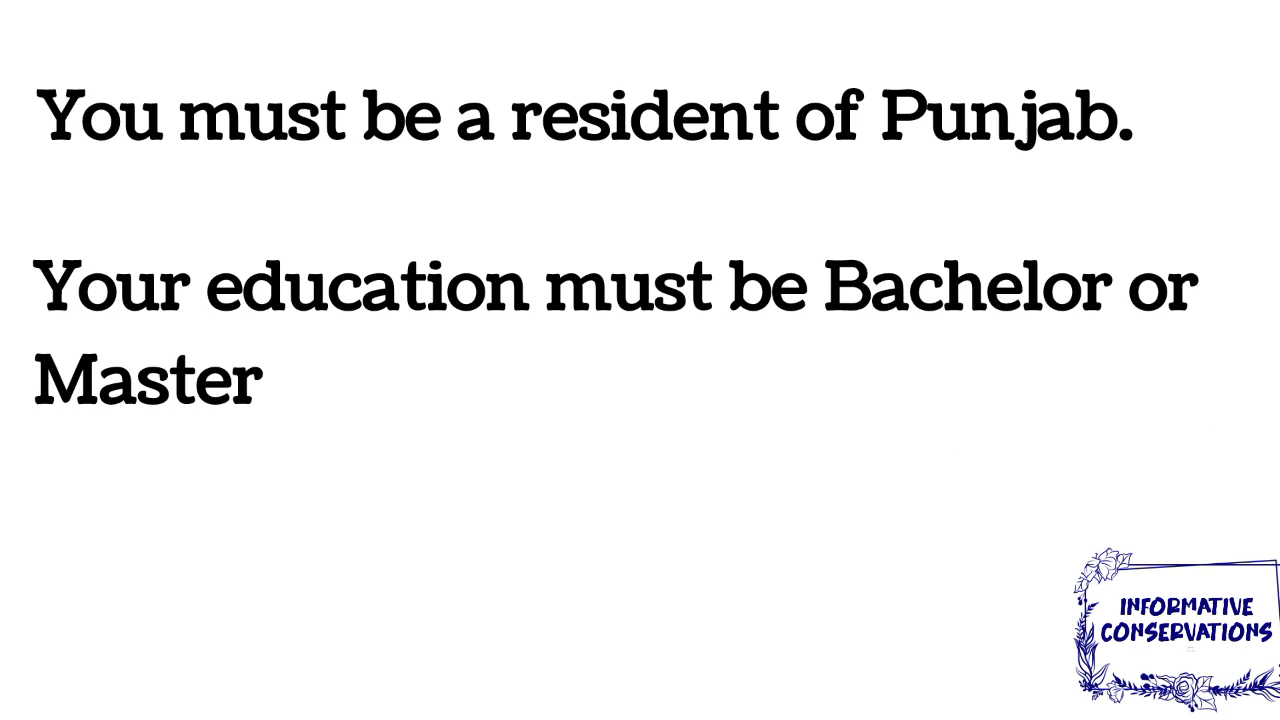 You must be a resident of Punjab.
Your education must be Bachelor or
Master
INFORMATIVE
CONSERVATIONS